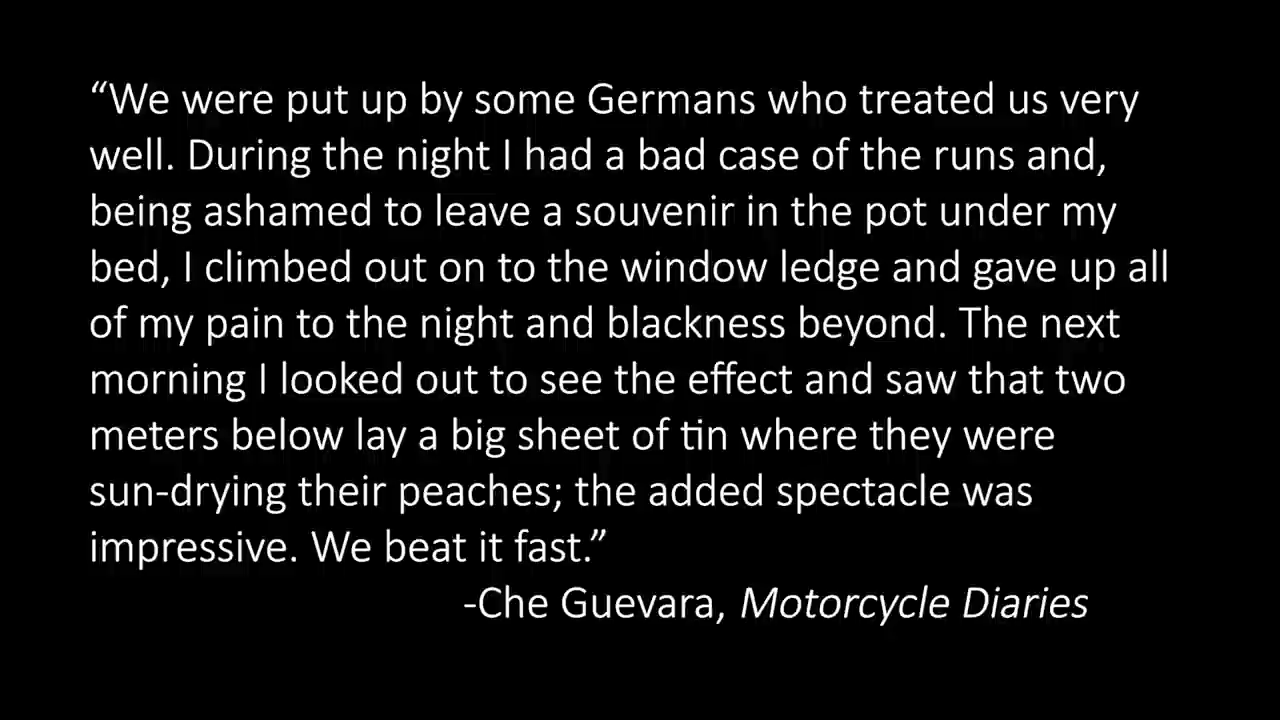 “We were put up by some Germans who treated us very
well. During the night I had a bad case of the runs and,
being ashamed to leave a souvenir in the pot under my
bed, I climbed out on to the window ledge and gave up all
of my pain to the night and blackness beyond. The next
morning I looked out to see the effect and saw that two
meters below lay a big sheet of tin where they were
sun-drying their peaches; the added spectacle was
impressive. We beat it fast.”
-Che Guevara, Motorcycle Diaries